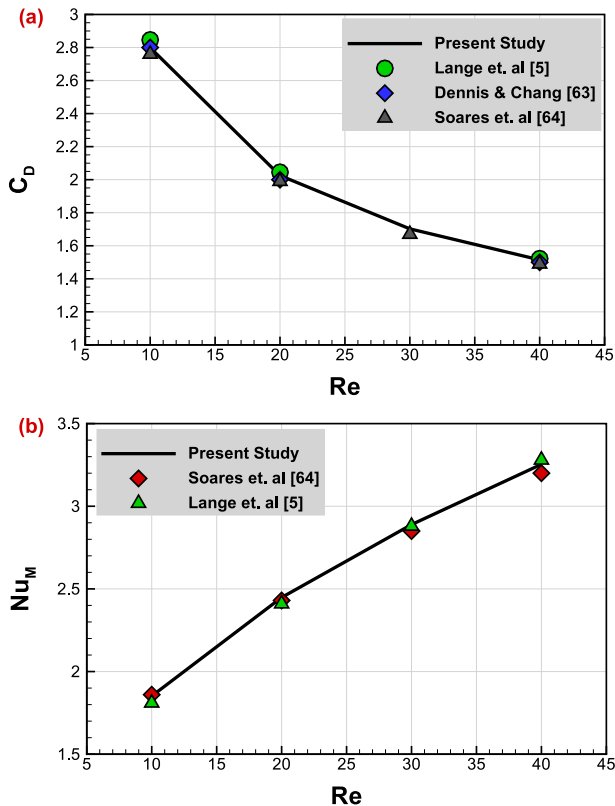 (a)
3
2.8
2.6
2.4
2.2
2
1.8
1.6
1.4
1.2
1
C_D
Present Study
Lange et. al [5]
Dennis & Chang [63]
Soares et. al [64]
5 10 15 20 25 30 35 40 45
Re
(b)
3.5
3
2.5
2
1.5
Nu_M
Present Study
Soares et. al [64]
Lange et. al [5]
5 10 15 20 25 30 35 40 45
Re